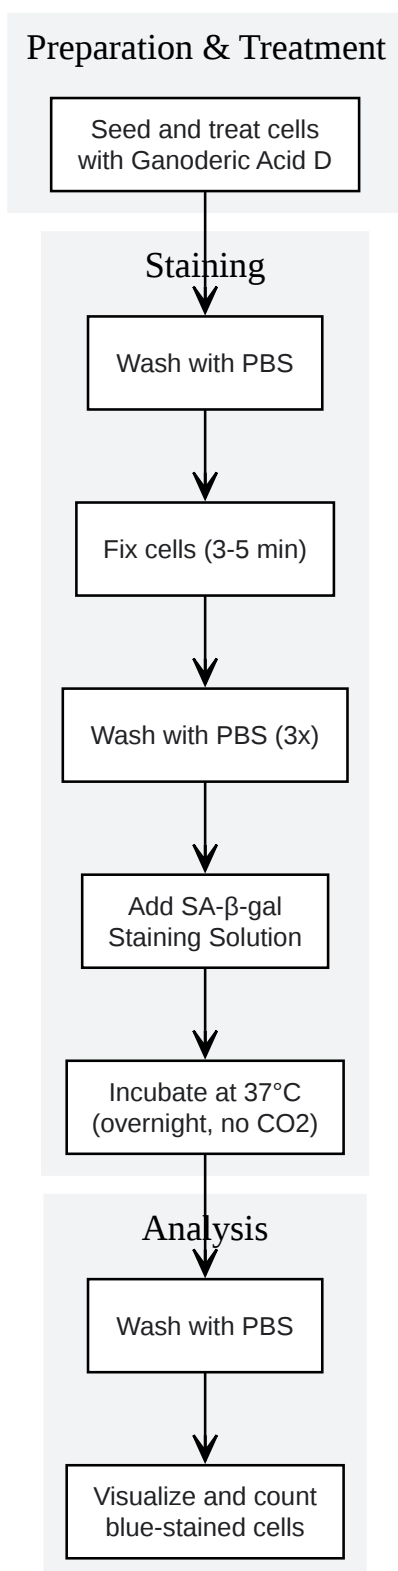 Preparation & Treatment
Seed and treat cells
with Ganoderic Acid D
Staining
Wash with PBS
Fix cells (3-5 min)
Wash with PBS (3x)
Add SA-β-gal
Staining Solution
Incubate at 37°C
(overnight, no CO2)
Analysis
Wash with PBS
Visualize and count
blue-stained cells